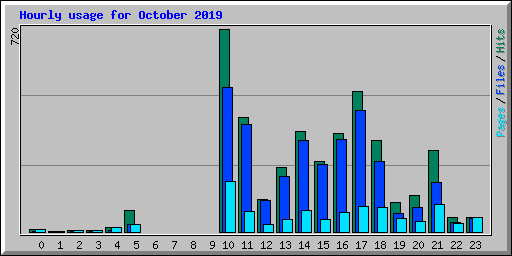 Hourly usage for October 2019
720
Pages/Files/Hits
0 1 2 3 4 5 6 7 8 9 10 11 12 13 14 15 16 17 18 19 20 21 22 23